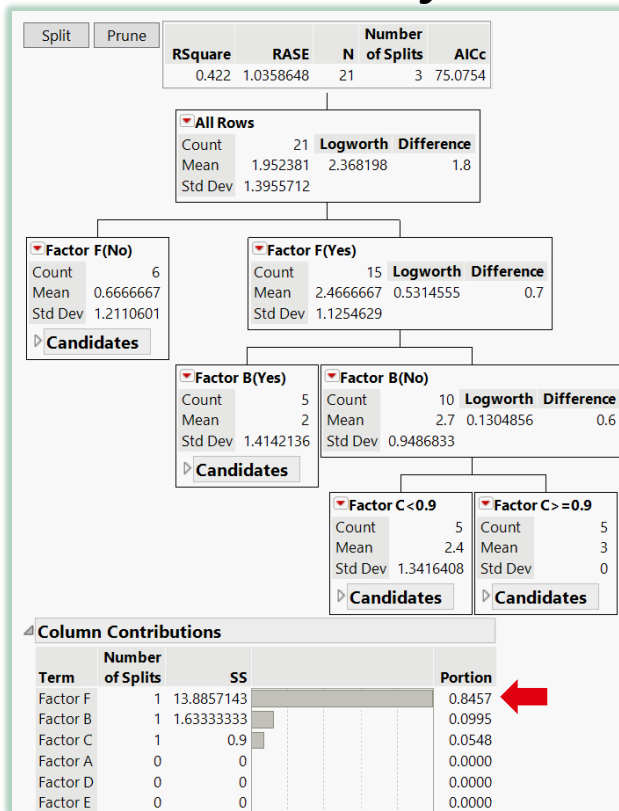 Split Prune
Number
RSquare RASE N of Splits AICc
0.422 1.0358648 21 3 75.0754
All Rows
Count 21 Logworth Difference
Mean 1.952381 2.368198 1.8
Std Dev 1.3955712
Factor F(No)
Count 6
Mean 0.6666667
Std Dev 1.2110601
Candidates
Factor F(Yes)
Count 15 Logworth Difference
Mean 2.4666667 0.5314555 0.7
Std Dev 1.1254629
Factor B(Yes)
Count 5
Mean 2
Std Dev 1.4142136
Candidates
Factor B(No)
Count 10 Logworth Difference
Mean 2.7 0.1304856 0.6
Std Dev 0.9486833
Factor C<0.9
Count 5
Mean 2.4
Std Dev 1.3416408
Candidates
Factor C>=0.9
Count 5
Mean 3
Std Dev 0
Candidates
Column Contributions
Number
Term of Splits SS Portion
Factor F 1 13.8857143 0.8457
Factor B 1 1.63333333 0.0995
Factor C 1 0.9 0.0548
Factor A 0 0 0.0000
Factor D 0 0 0.0000
Factor E 0 0 0.0000